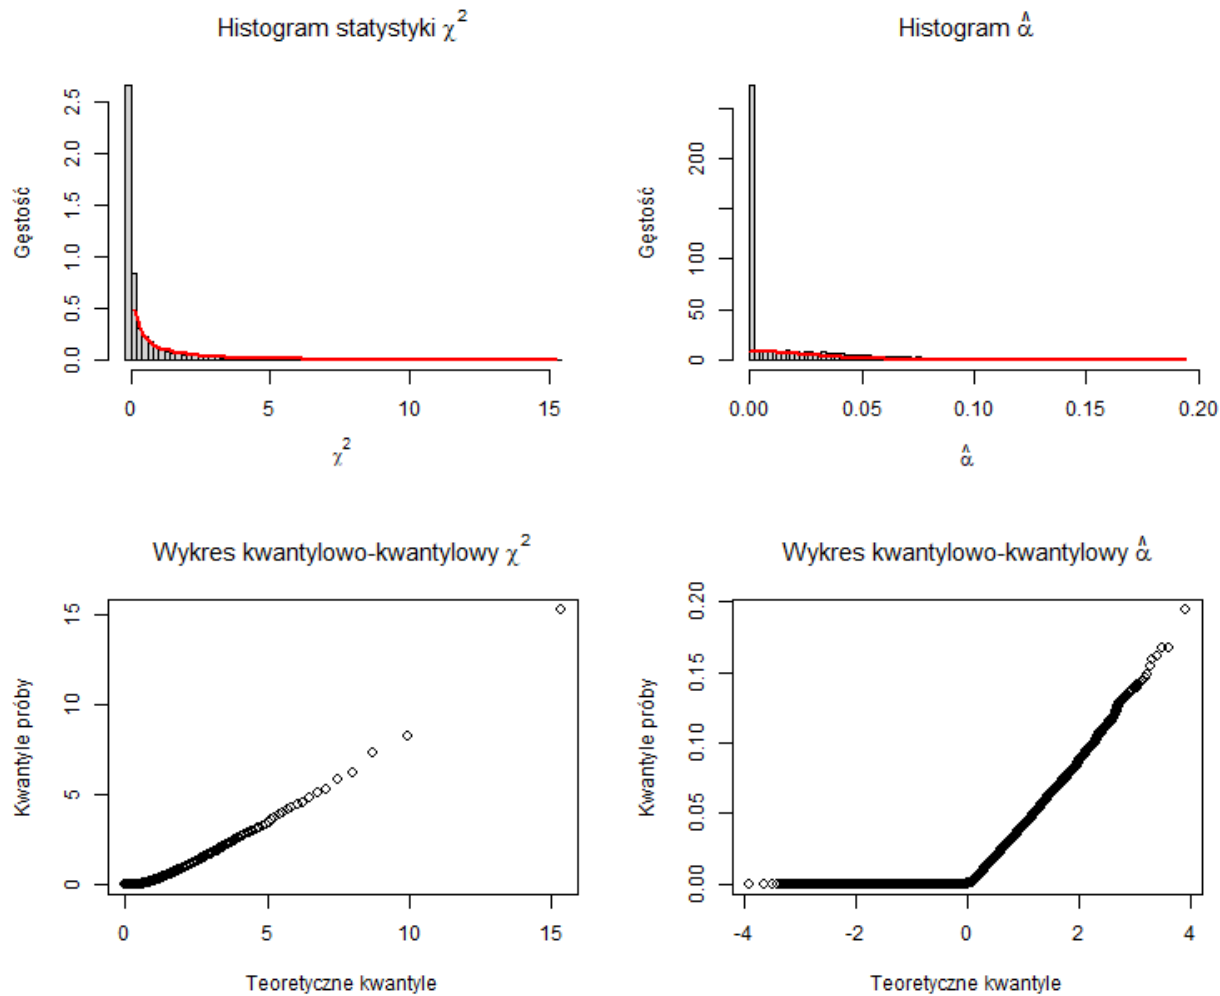 Histogram statystyki χ²
Histogram α̂
Gęstość
0.0 0.5 1.0 1.5 2.0 2.5
0 5 10 15
χ²
Gęstość
0 50 100 200
0.00 0.05 0.10 0.15 0.20
α̂
Wykres kwantylowo-kwantylowy χ²
Wykres kwantylowo-kwantylowy α̂
Kwantyle próby
0 5 10 15
0 5 10 15
Teoretyczne kwantyle
Kwantyle próby
0.00 0.05 0.10 0.15 0.20
-4 -2 0 2 4
Teoretyczne kwantyle